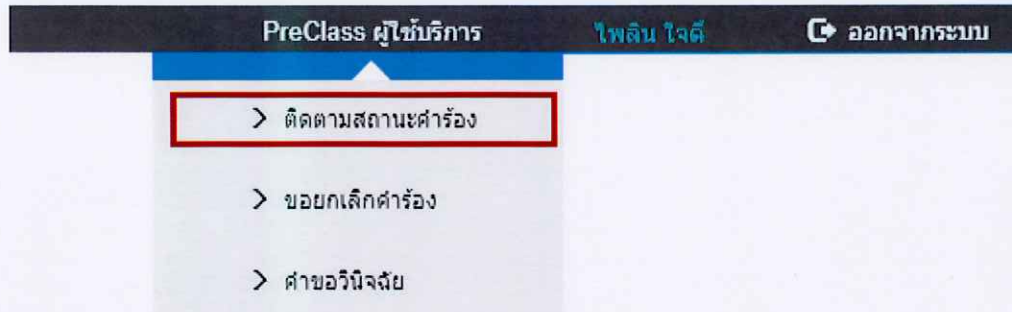 PreClass ผู้ใช้บริการ ไพลิน ใจดี ออกจากระบบ
> ติดตามสถานะคำร้อง
> ขอยกเลิกคำร้อง
> คำขอวินิจฉัย